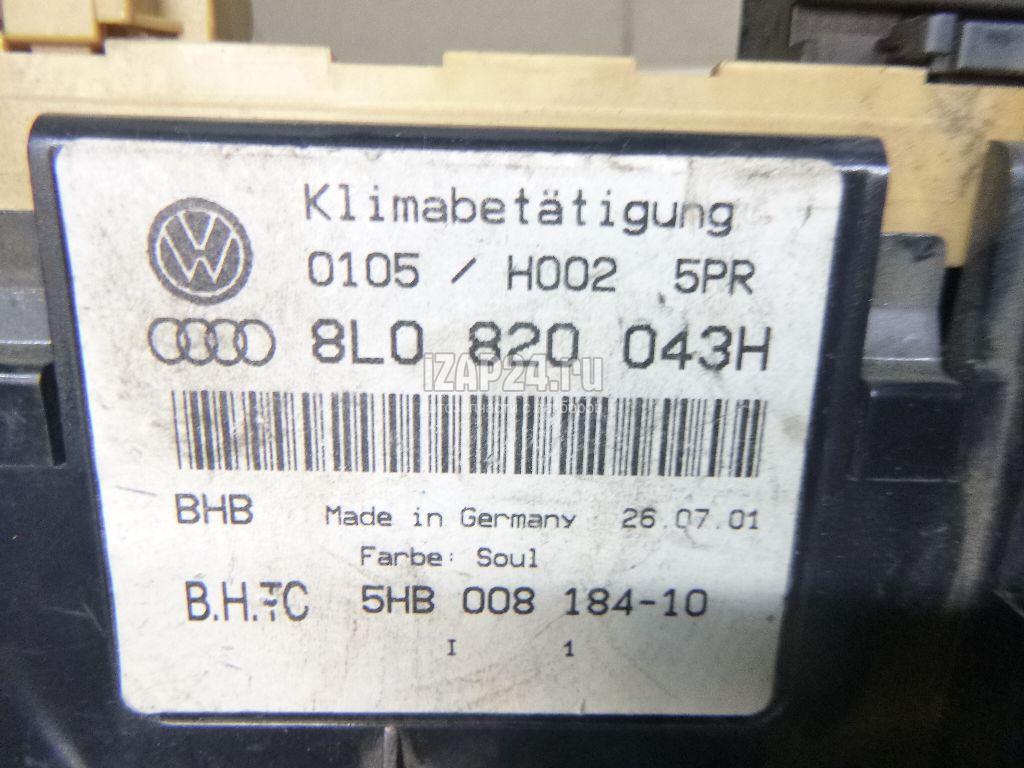 Klimabetätigung
0105 / H002 5PR
8L0 820 043H
IZAP24.ru
BHB Made in Germany 26.07.01
Farbe: Soul
B.H.TC 5HB 008 184-10
I 1